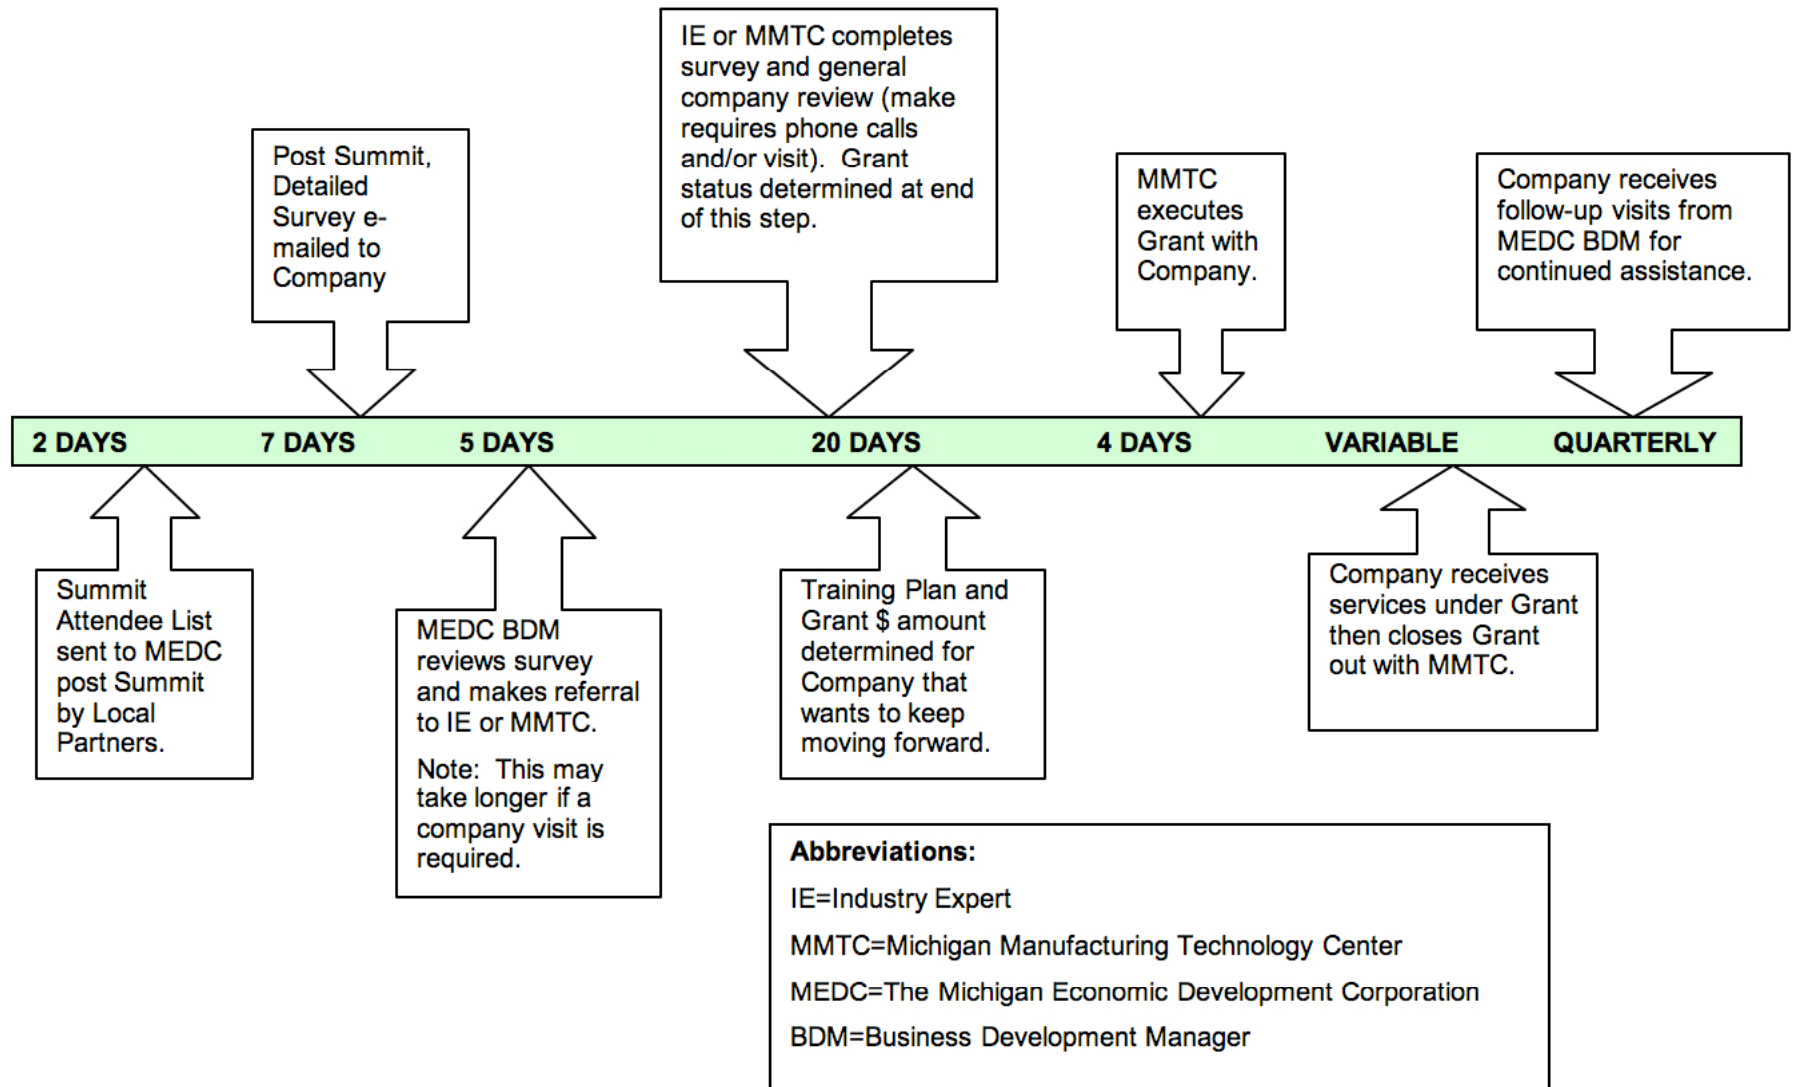 IE or MMTC completes
survey and general
company review (make
requires phone calls
and/or visit).  Grant
status determined at end
of this step.
Post Summit,
Detailed
Survey e-
mailed to
Company
MMTC
executes
Grant with
Company.
Company receives
follow-up visits from
MEDC BDM for
continued assistance.
2 DAYS
7 DAYS
5 DAYS
20 DAYS
4 DAYS
VARIABLE
QUARTERLY
Summit
Attendee List
sent to MEDC
post Summit
by Local
Partners.
MEDC BDM
reviews survey
and makes referral
to IE or MMTC.
Note:  This may
take longer if a
company visit is
required.
Training Plan and
Grant $ amount
determined for
Company that
wants to keep
moving forward.
Company receives
services under Grant
then closes Grant
out with MMTC.
Abbreviations:
IE=Industry Expert
MMTC=Michigan Manufacturing Technology Center
MEDC=The Michigan Economic Development Corporation
BDM=Business Development Manager